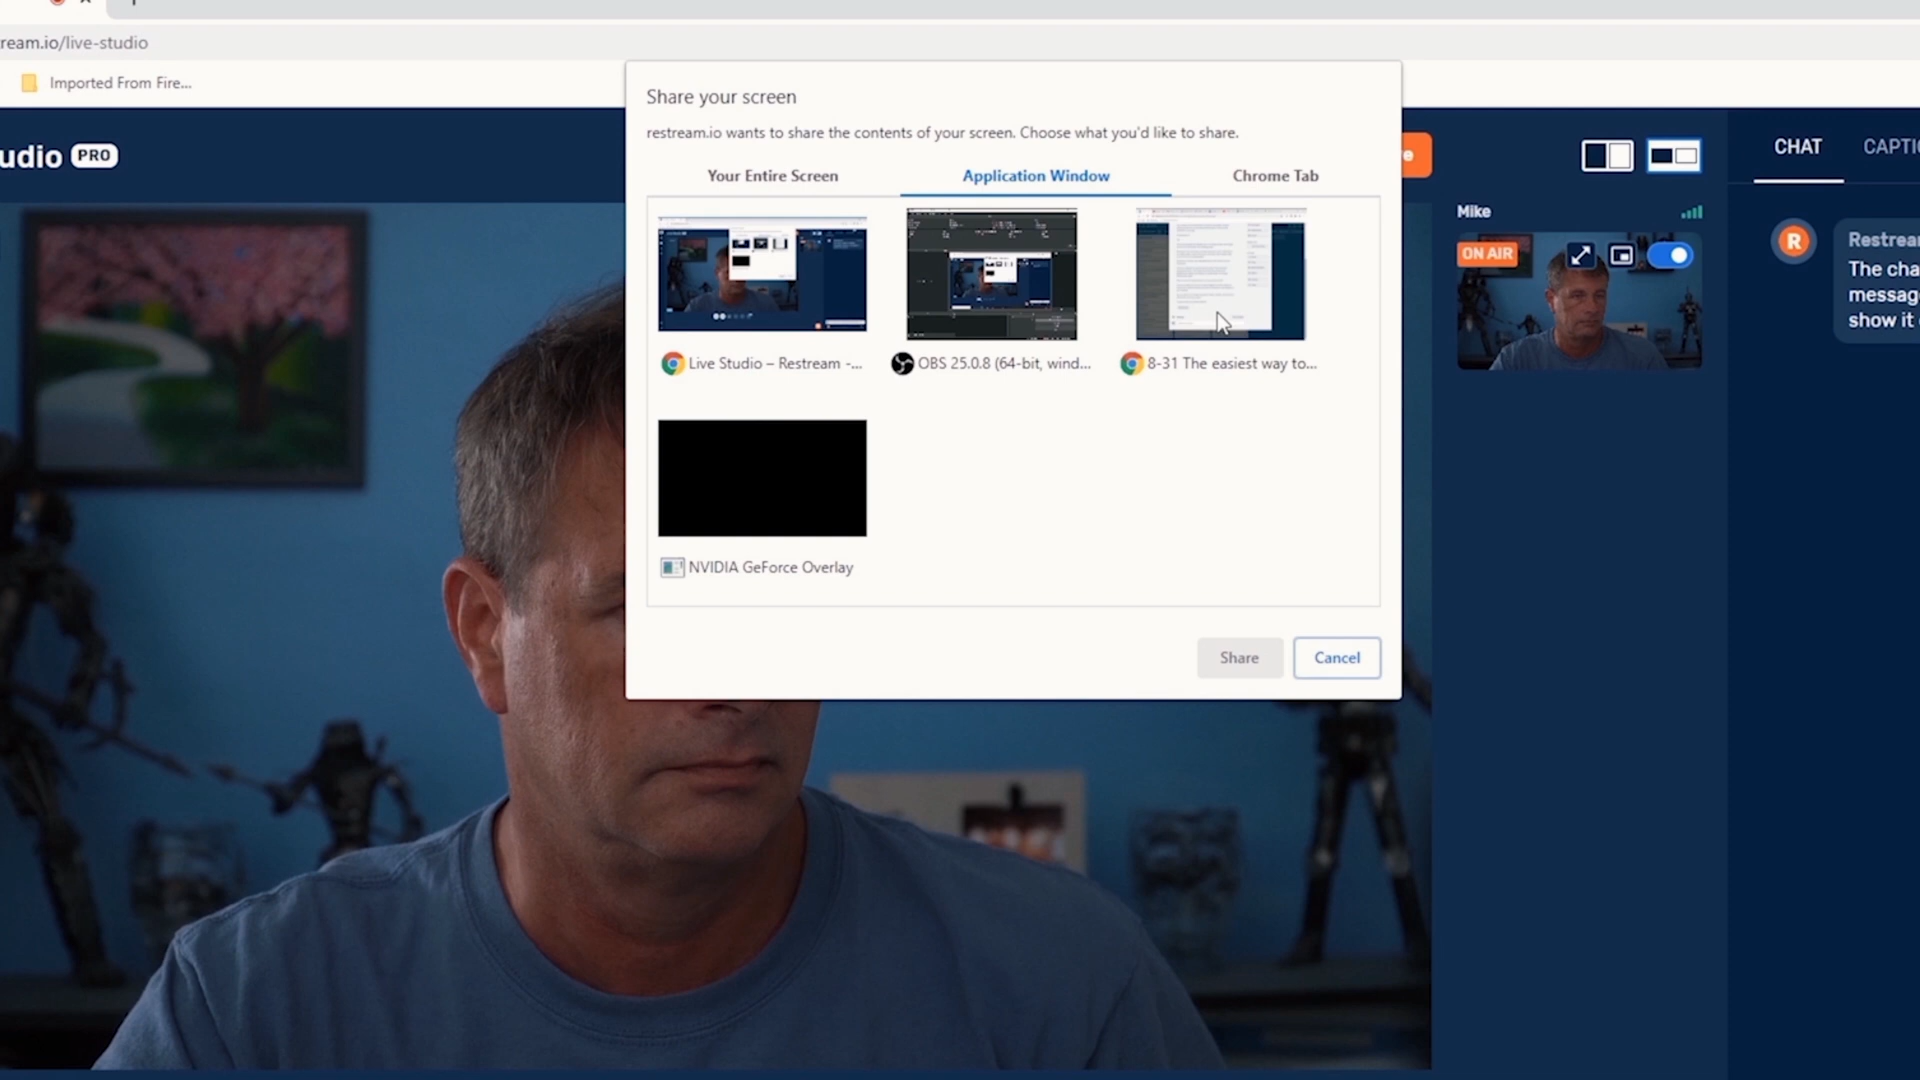 ream.io/live-studio
Imported From Fire...
udio PRO
Share your screen
restream.io wants to share the contents of your screen. Choose what you'd like to share.
Your Entire Screen
Application Window
Chrome Tab
Live Studio – Restream -...
OBS 25.0.8 (64-bit, wind...
8-31 The easiest way to...
NVIDIA GeForce Overlay
Share
Cancel
e
Mike
ON AIR
CHAT
CAPTIO
R
Restrea
The cha
messag
show it